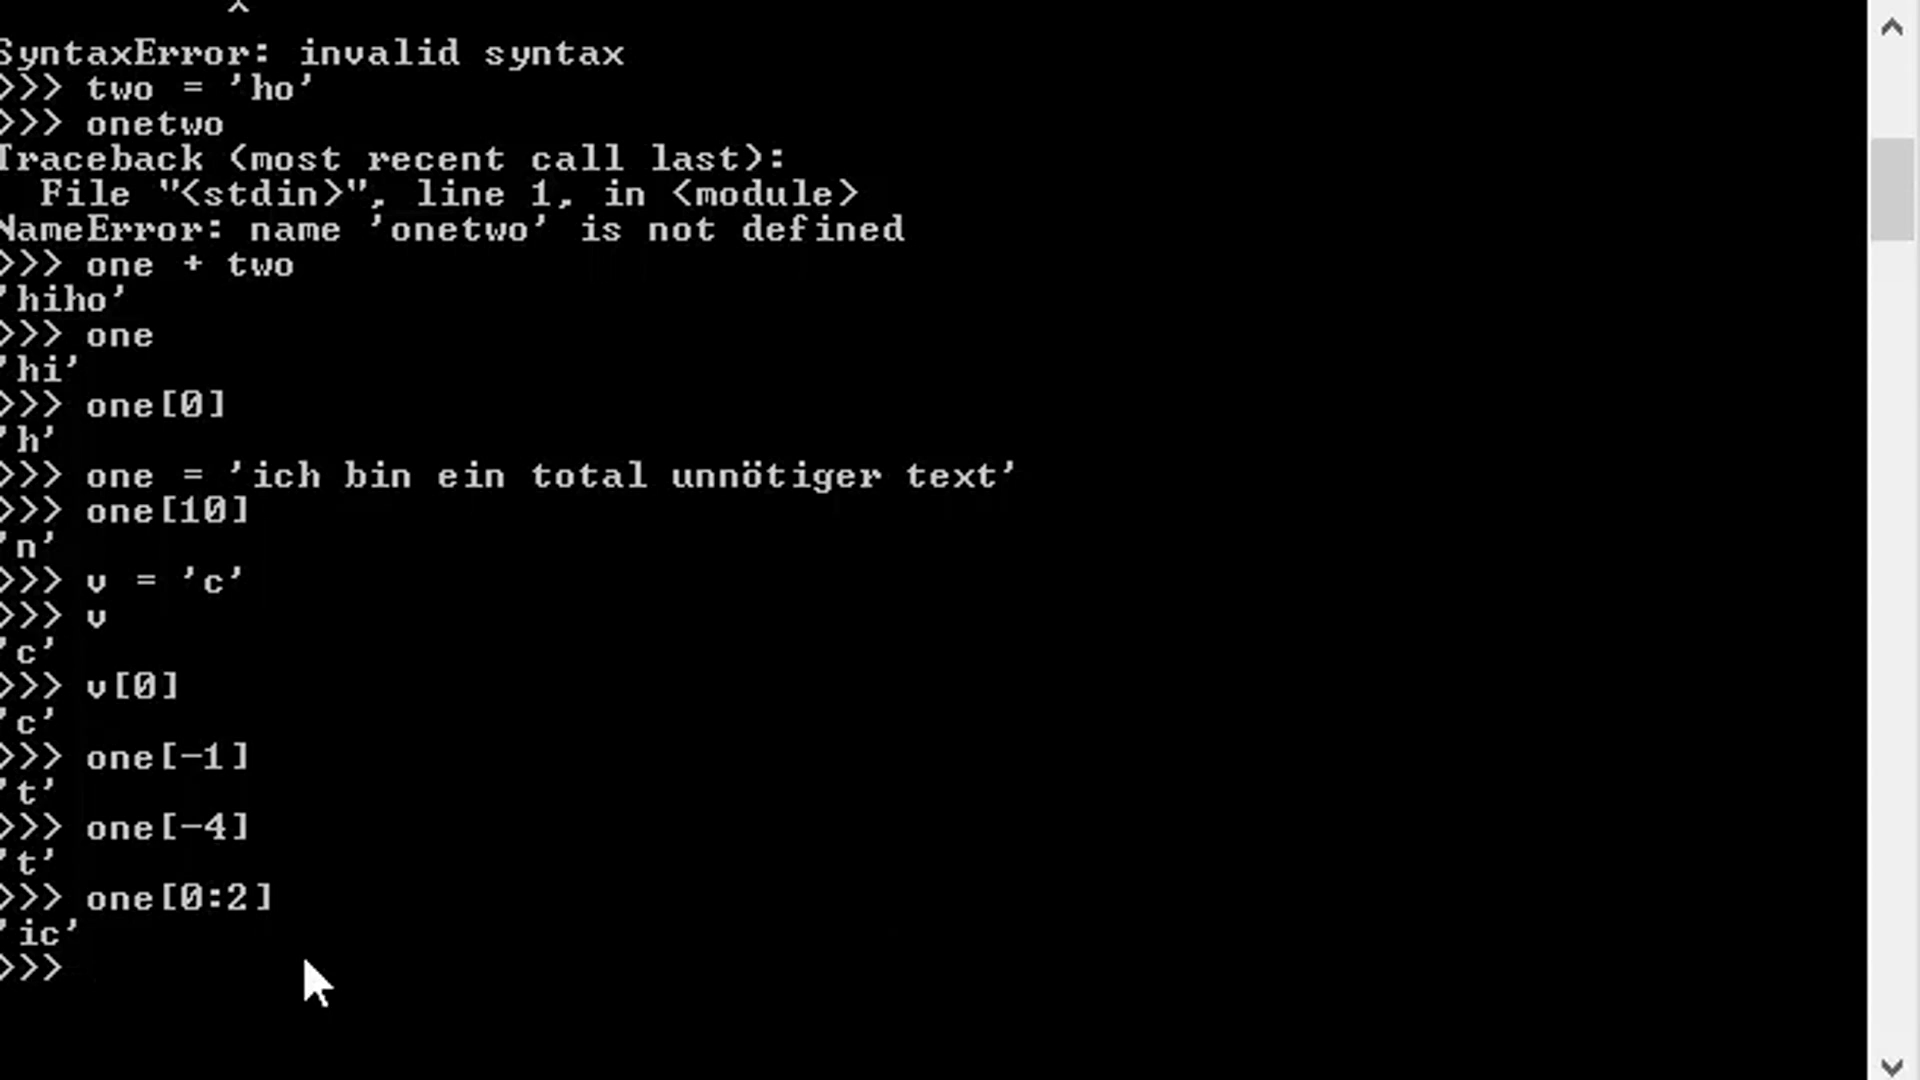 ^
SyntaxError: invalid syntax
>>> two = 'ho'
>>> onetwo
Traceback (most recent call last):
  File "<stdin>", line 1, in <module>
NameError: name 'onetwo' is not defined
>>> one + two
'hiho'
>>> one
'hi'
>>> one[0]
'h'
>>> one = 'ich bin ein total unnötiger text'
>>> one[10]
'n'
>>> v = 'c'
>>> v
'c'
>>> v[0]
'c'
>>> one[-1]
't'
>>> one[-4]
't'
>>> one[0:2]
'ic'
>>>